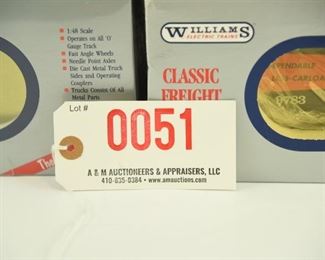 1:48 Scale
Operates on All 'O'
Gauge Track
Fast Angle Wheels
Needle Point Axles
Die Cast Metal Truck
Sides and Operating
Couplers
Trucks Consist Of All
Metal Parts
The
WILLIAMS
ELECTRIC TRAINS
CLASSIC
FREIGHT
9783
Lot #
0051
A & M AUCTIONEERS & APPRAISERS, LLC
410-835-0384 • www.amauctions.com